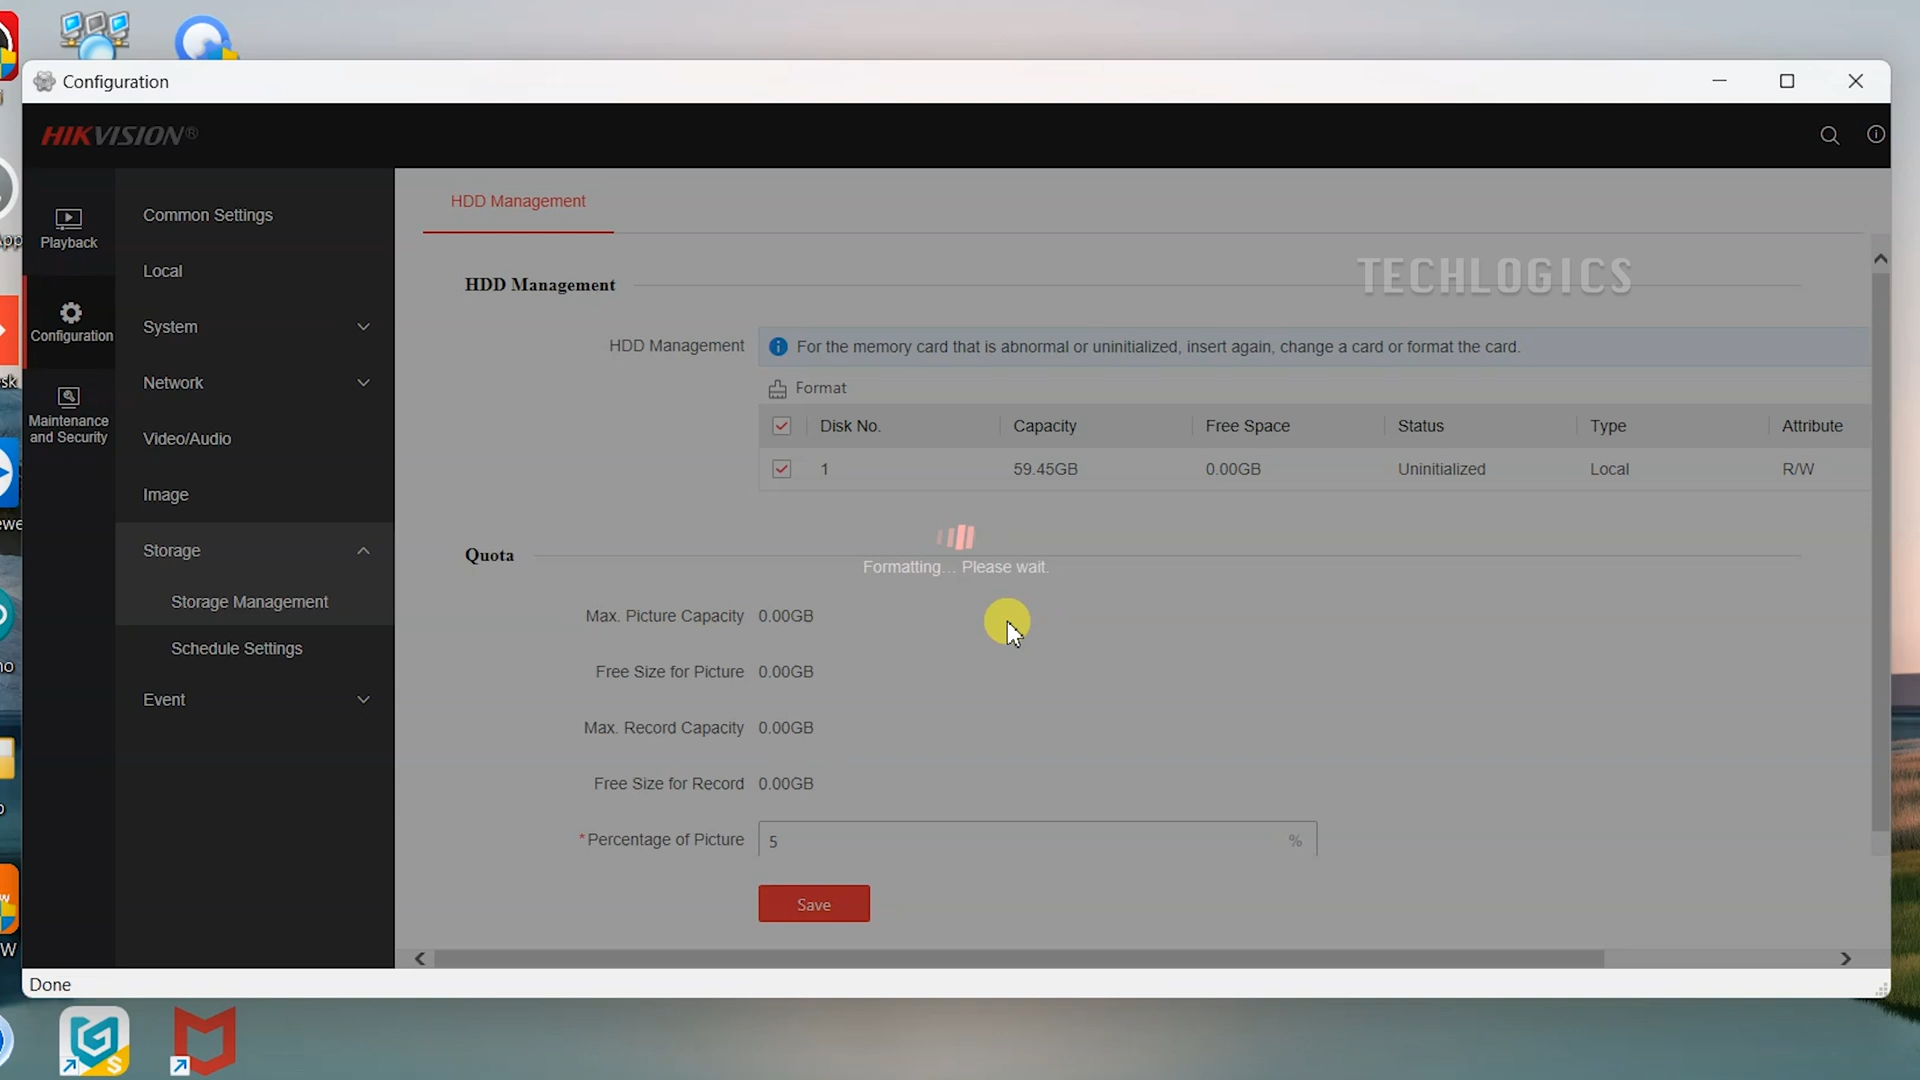 Configuration
HIKVISION®
HDD Management
Playback
Configuration
Maintenance
and Security
Common Settings
Local
System
Network
Video/Audio
Image
Storage
Storage Management
Schedule Settings
Event
TECHLOGICS
HDD Management
HDD Management
For the memory card that is abnormal or uninitialized, insert again, change a card or format the card.
Format
Disk No. Capacity Free Space Status Type Attribute
1 59.45GB 0.00GB Uninitialized Local R/W
Formatting... Please wait.
Quota
Max. Picture Capacity 0.00GB
Free Size for Picture 0.00GB
Max. Record Capacity 0.00GB
Free Size for Record 0.00GB
*Percentage of Picture 5 %
Save
Done